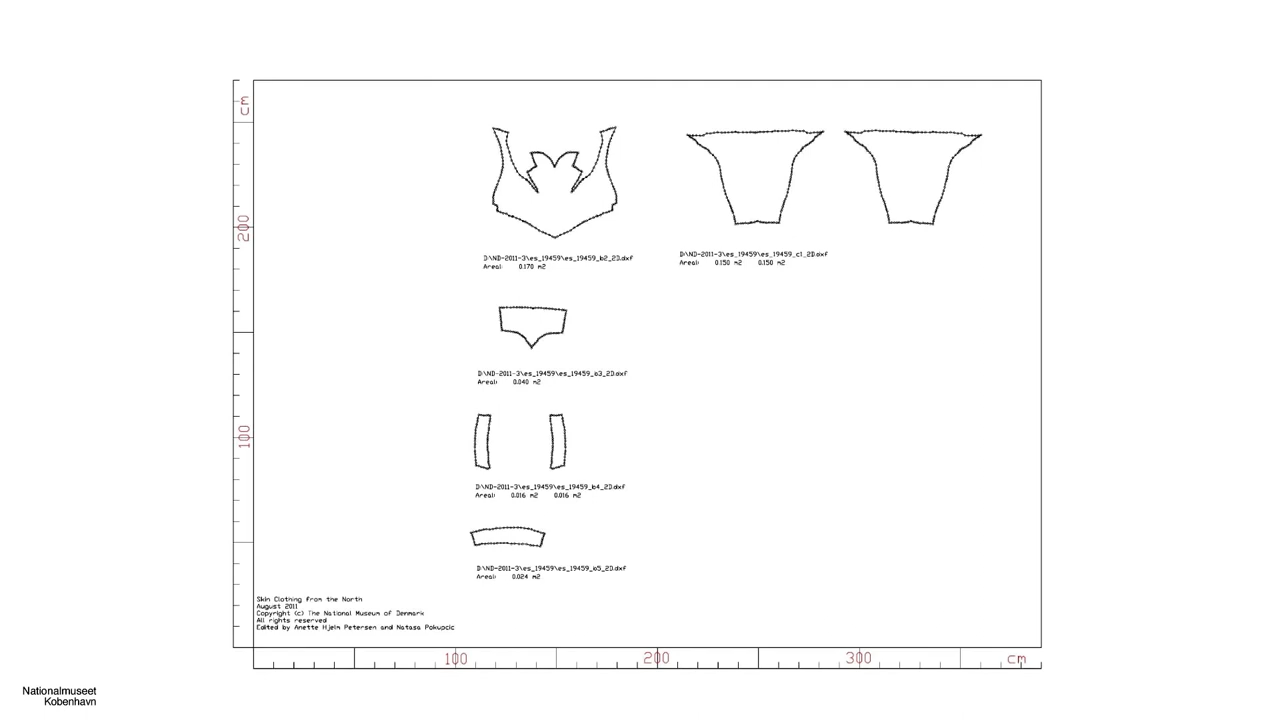 cm
200
100
D:\ND-2011-3\es_19459\es_19459_b2_2D.dxf
Areal: 0.170 m2
D:\ND-2011-3\es_19459\es_19459_c1_2D.dxf
Areal: 0.150 m2 0.150 m2
D:\ND-2011-3\es_19459\es_19459_b3_2D.dxf
Areal: 0.040 m2
D:\ND-2011-3\es_19459\es_19459_b4_2D.dxf
Areal: 0.016 m2 0.016 m2
D:\ND-2011-3\es_19459\es_19459_b5_2D.dxf
Areal: 0.024 m2
Skin Clothing from the North
August 2011
Copyright (c) The National Museum of Denmark
All rights reserved
Edited by Anette Hjelm Petersen and Natasa Pokupcic
100 200 300 cm
Nationalmuseet
Kobenhavn